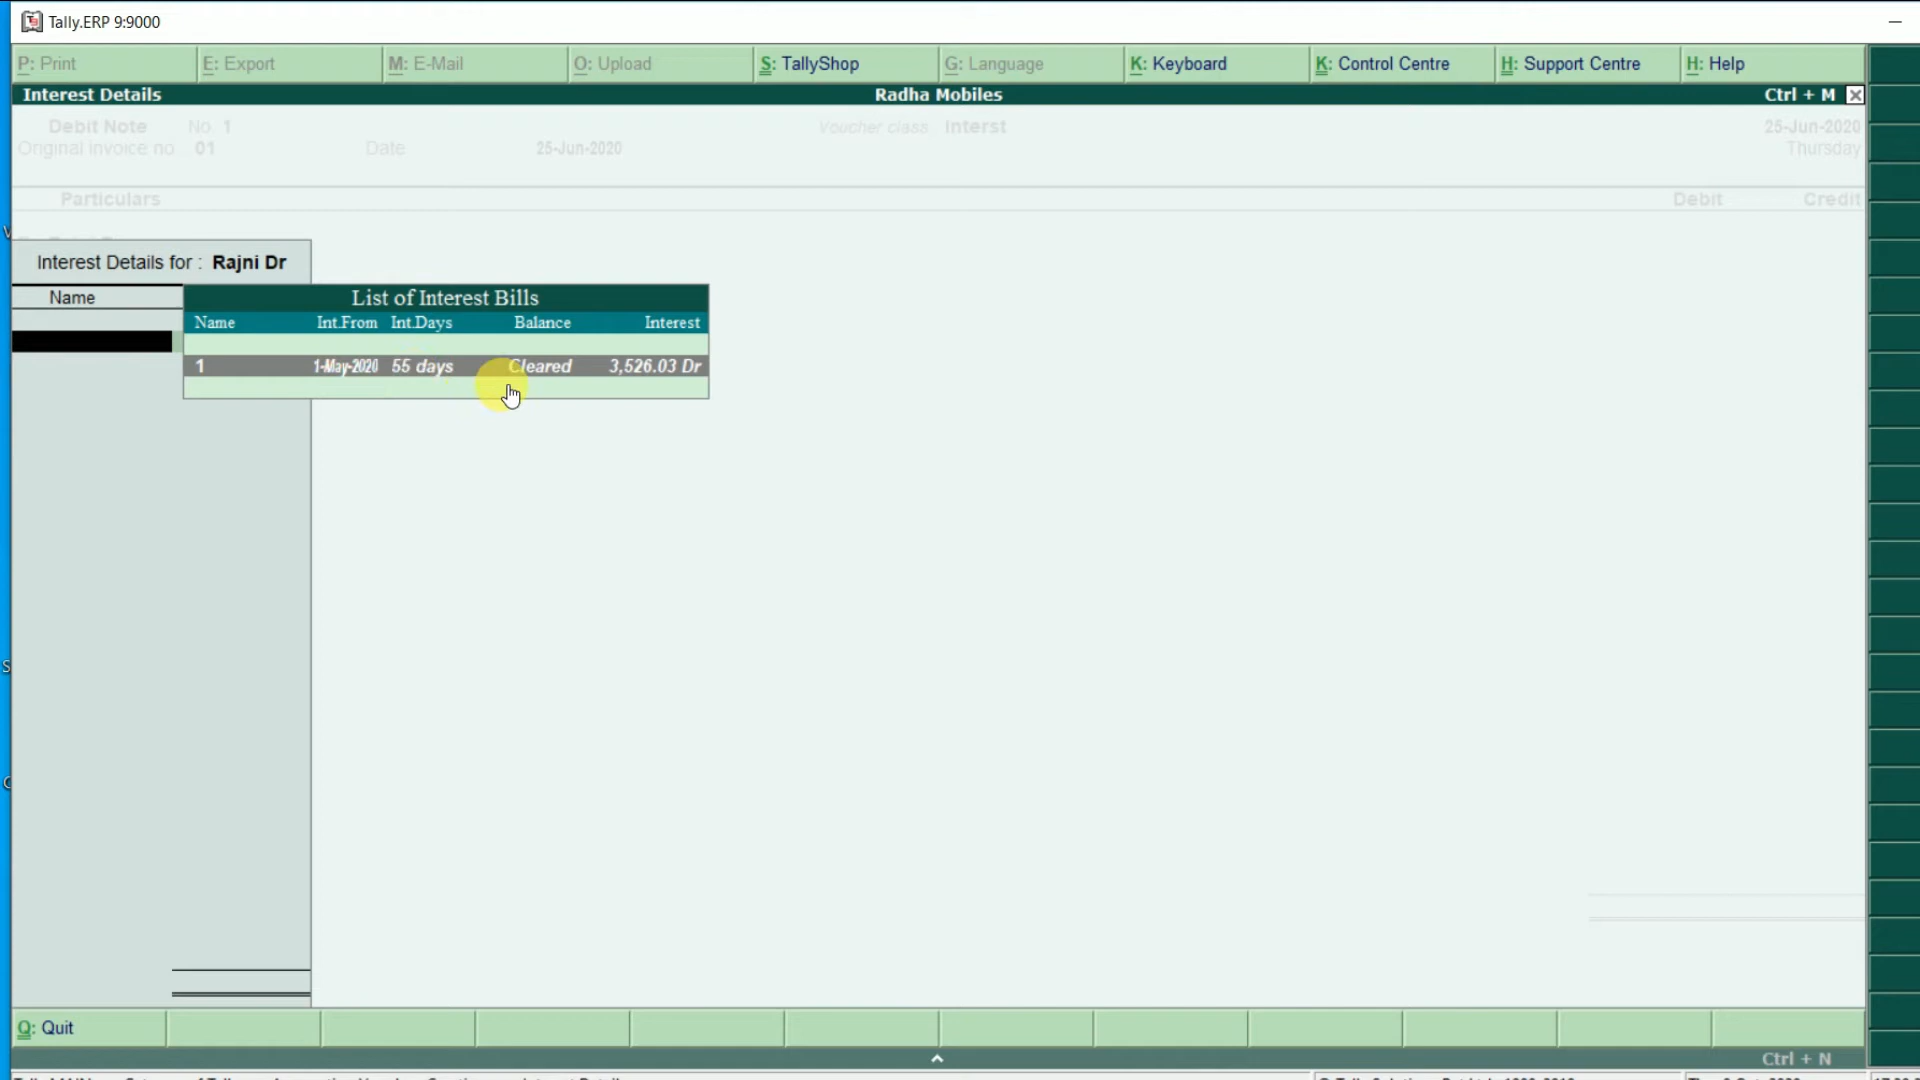 Tally.ERP 9:9000
P: Print E: Export M: E-Mail O: Upload S: TallyShop G: Language K: Keyboard K: Control Centre H: Support Centre H: Help
Interest Details Radha Mobiles Ctrl + M
Debit Note No. 1 Voucher class Interst 25-Jun-2020
Original invoice no 01 Date 25-Jun-2020 Thursday
Particulars Debit Credit
Interest Details for : Rajni Dr
Name List of Interest Bills
Name Int.From Int.Days Balance Interest
1 1-May-2020 55 days Cleared 3,526.03 Dr
Q: Quit
Ctrl + N